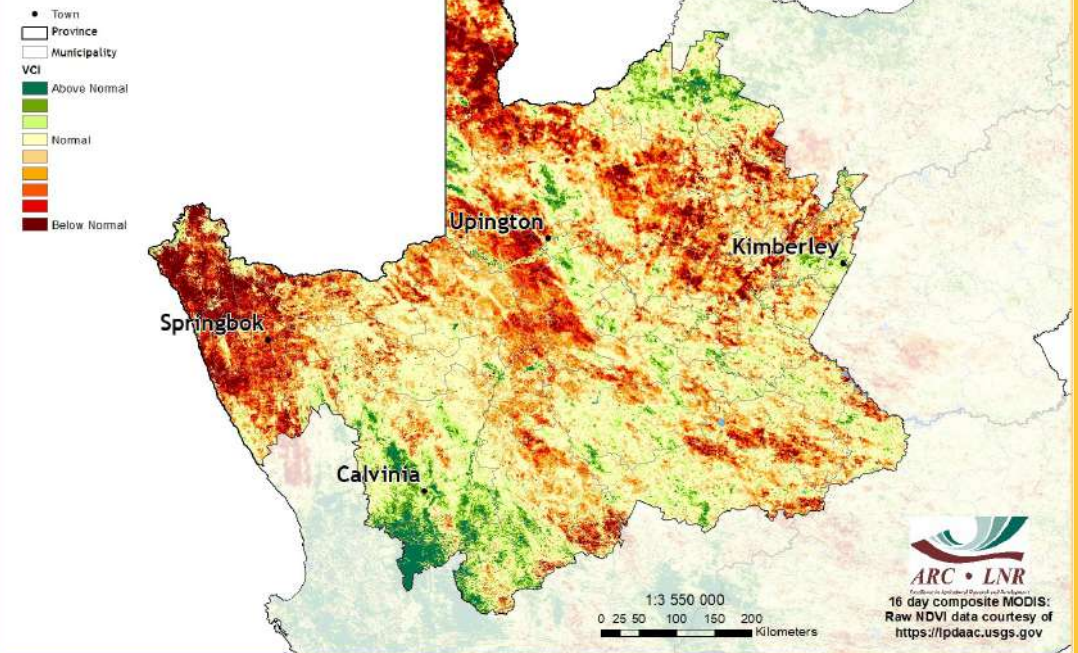 Town
Province
Municipality
VCI
Above Normal
Normal
Below Normal
Upington
Kimberley
Springbok
Calvinia
ARC • LNR
1:3 550 000
0 25 50 100 150 200
Kilometers
16 day composite MODIS:
Raw NDVI data courtesy of
https://lpdaac.usgs.gov